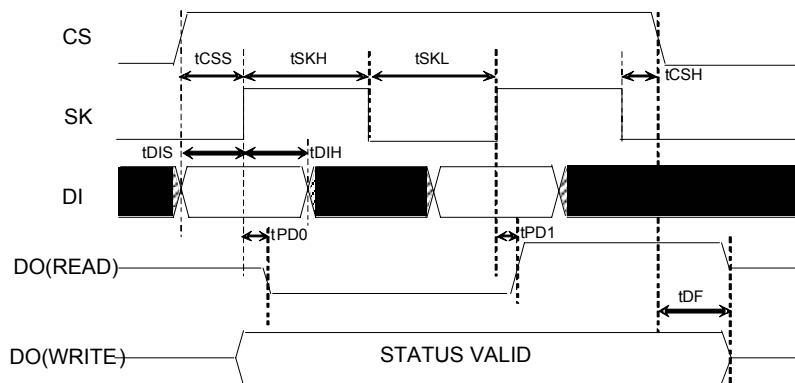 CS
tCSS tSKH tSKL
tCSH
SK
tDIS tDIH
DI
tPD0 tPD1
DO(READ)
tDF
DO(WRITE) STATUS VALID